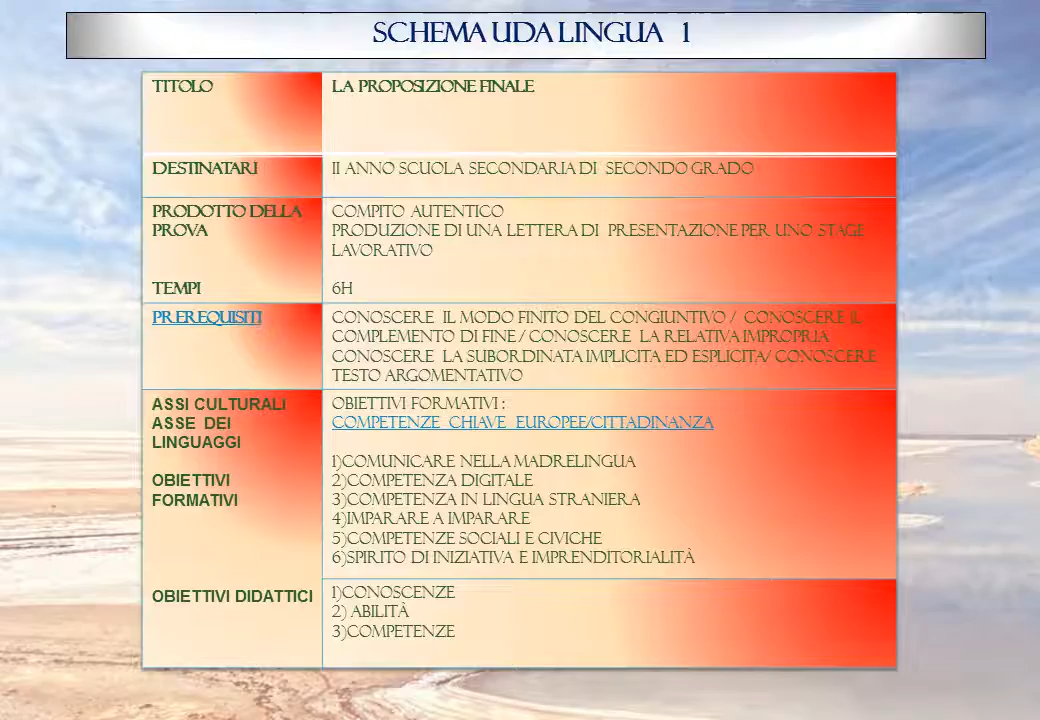 SCHEMA UDA LINGUA 1
TITOLO
LA PROPOSIZIONE FINALE
DESTINATARI
II ANNO SCUOLA SECONDARIA DI SECONDO GRADO
PRODOTTO DELLA
PROVA
TEMPI
COMPITO AUTENTICO
PRODUZIONE DI UNA LETTERA DI PRESENTAZIONE PER UNO STAGE
LAVORATIVO
6H
PREREQUISITI
CONOSCERE IL MODO FINITO DEL CONGIUNTIVO / CONOSCERE IL
COMPLEMENTO DI FINE / CONOSCERE LA RELATIVA IMPROPRIA
CONOSCERE LA SUBORDINATA IMPLICITA ED ESPLICITA/ CONOSCERE
TESTO ARGOMENTATIVO
ASSI CULTURALI
ASSE DEI
LINGUAGGI
OBIETTIVI
FORMATIVI
OBIETTIVI FORMATIVI :
COMPETENZE CHIAVE EUROPEE/CITTADINANZA
1)COMUNICARE NELLA MADRELINGUA
2)COMPETENZA DIGITALE
3)COMPETENZA IN LINGUA STRANIERA
4)IMPARARE A IMPARARE
5)COMPETENZE SOCIALI E CIVICHE
6)SPIRITO DI INIZIATIVA E IMPRENDITORIALITÀ
OBIETTIVI DIDATTICI
1)CONOSCENZE
2) ABILITÀ
3)COMPETENZE